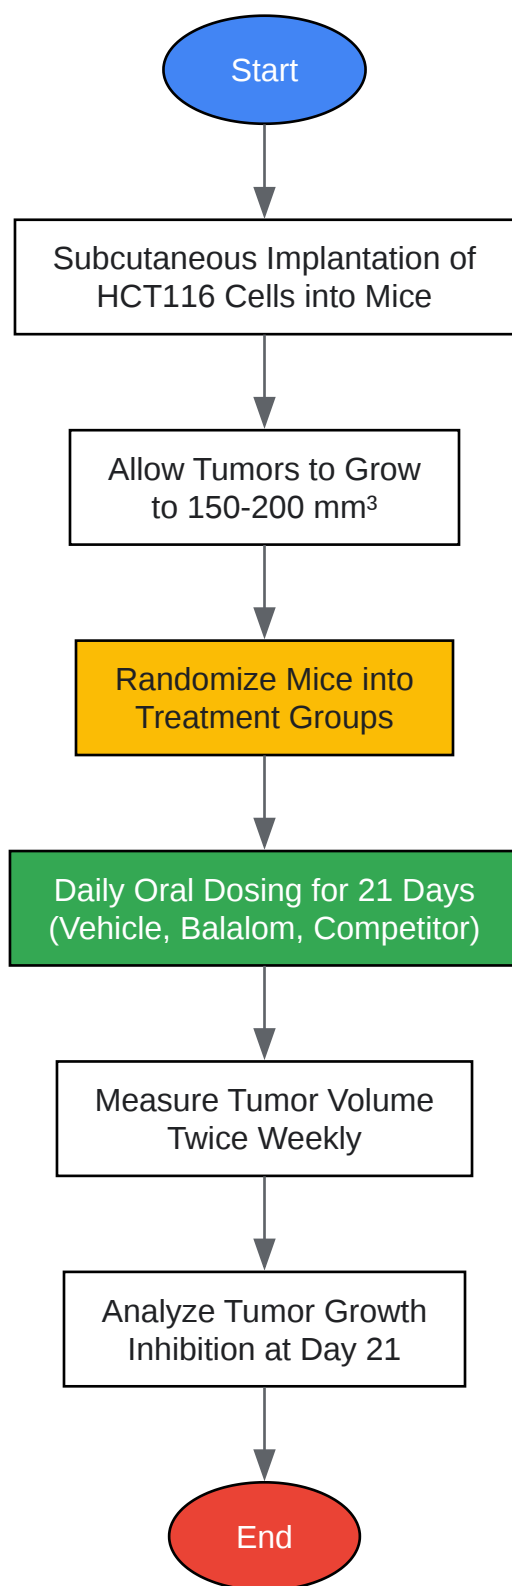 Start
Subcutaneous Implantation of
HCT116 Cells into Mice
Allow Tumors to Grow
to 150-200 mm³
Randomize Mice into
Treatment Groups
Daily Oral Dosing for 21 Days
(Vehicle, Balalom, Competitor)
Measure Tumor Volume
Twice Weekly
Analyze Tumor Growth
Inhibition at Day 21
End